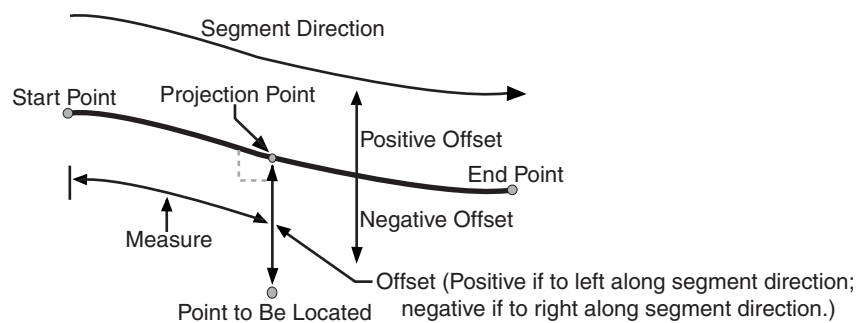 Segment Direction
Start Point
Projection Point
Positive Offset
End Point
Negative Offset
Measure
Offset (Positive if to left along segment direction;
negative if to right along segment direction.)
Point to Be Located